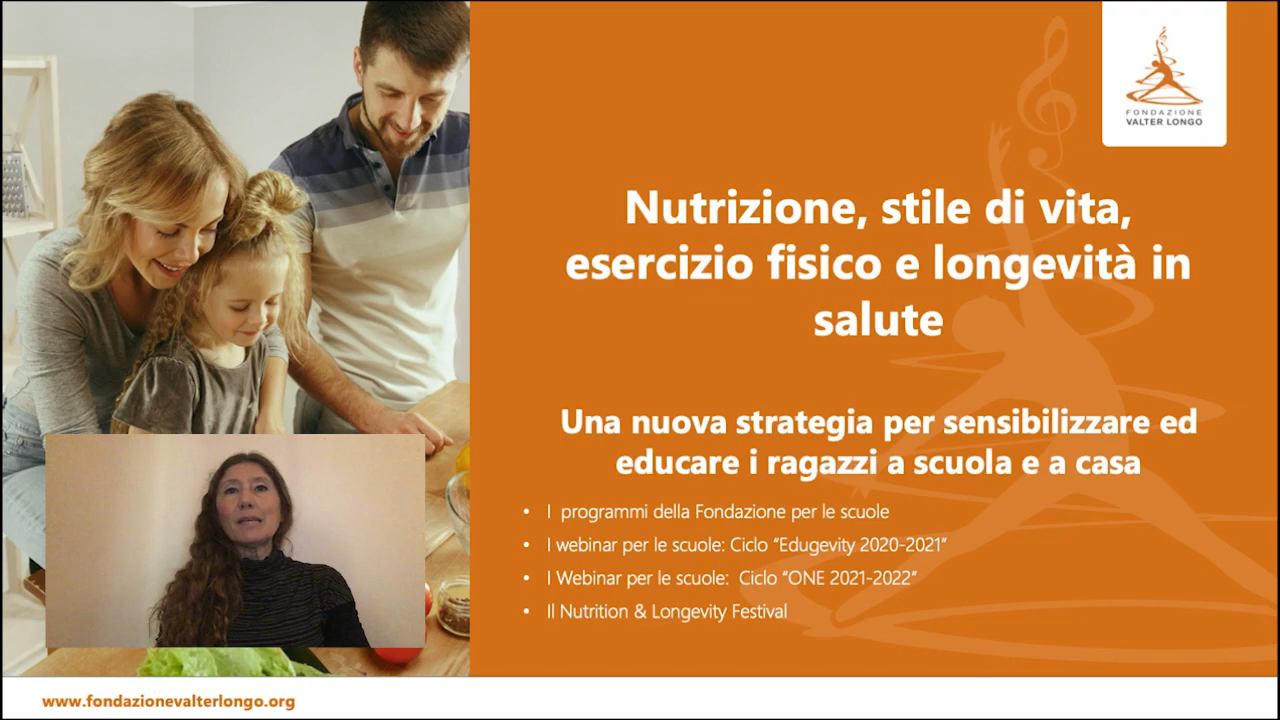 FONDAZIONE
VALTER LONGO
Nutrizione, stile di vita,
esercizio fisico e longevità in
salute
Una nuova strategia per sensibilizzare ed
educare i ragazzi a scuola e a casa
• I programmi della Fondazione per le scuole
• I webinar per le scuole: Ciclo “Edugevity 2020-2021”
• I Webinar per le scuole: Ciclo “ONE 2021-2022”
• Il Nutrition & Longevity Festival
www.fondazionevalterlongo.org